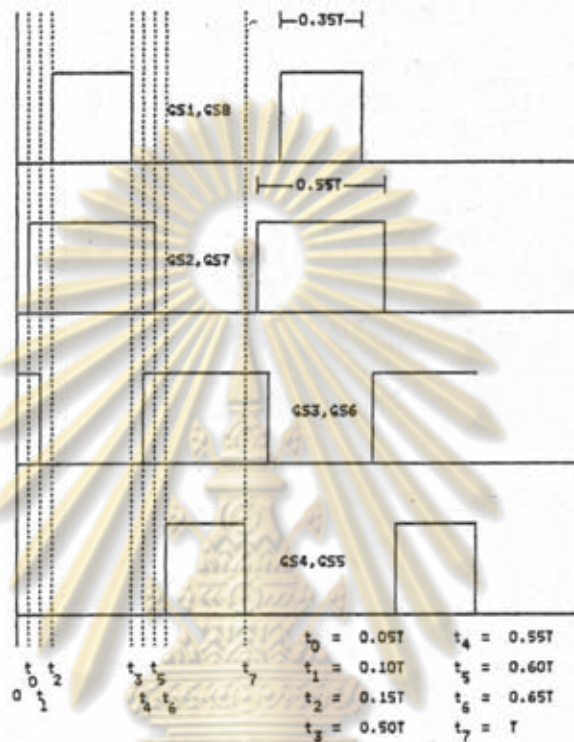 0.35T
GS1,GS8
0.55T
GS2,GS7
GS3,GS6
GS4,GS5
0 t0 t1 t2 t3 t4 t5 t6 t7
t0 = 0.05T t4 = 0.55T
t1 = 0.10T t5 = 0.60T
t2 = 0.15T t6 = 0.65T
t3 = 0.50T t7 = T